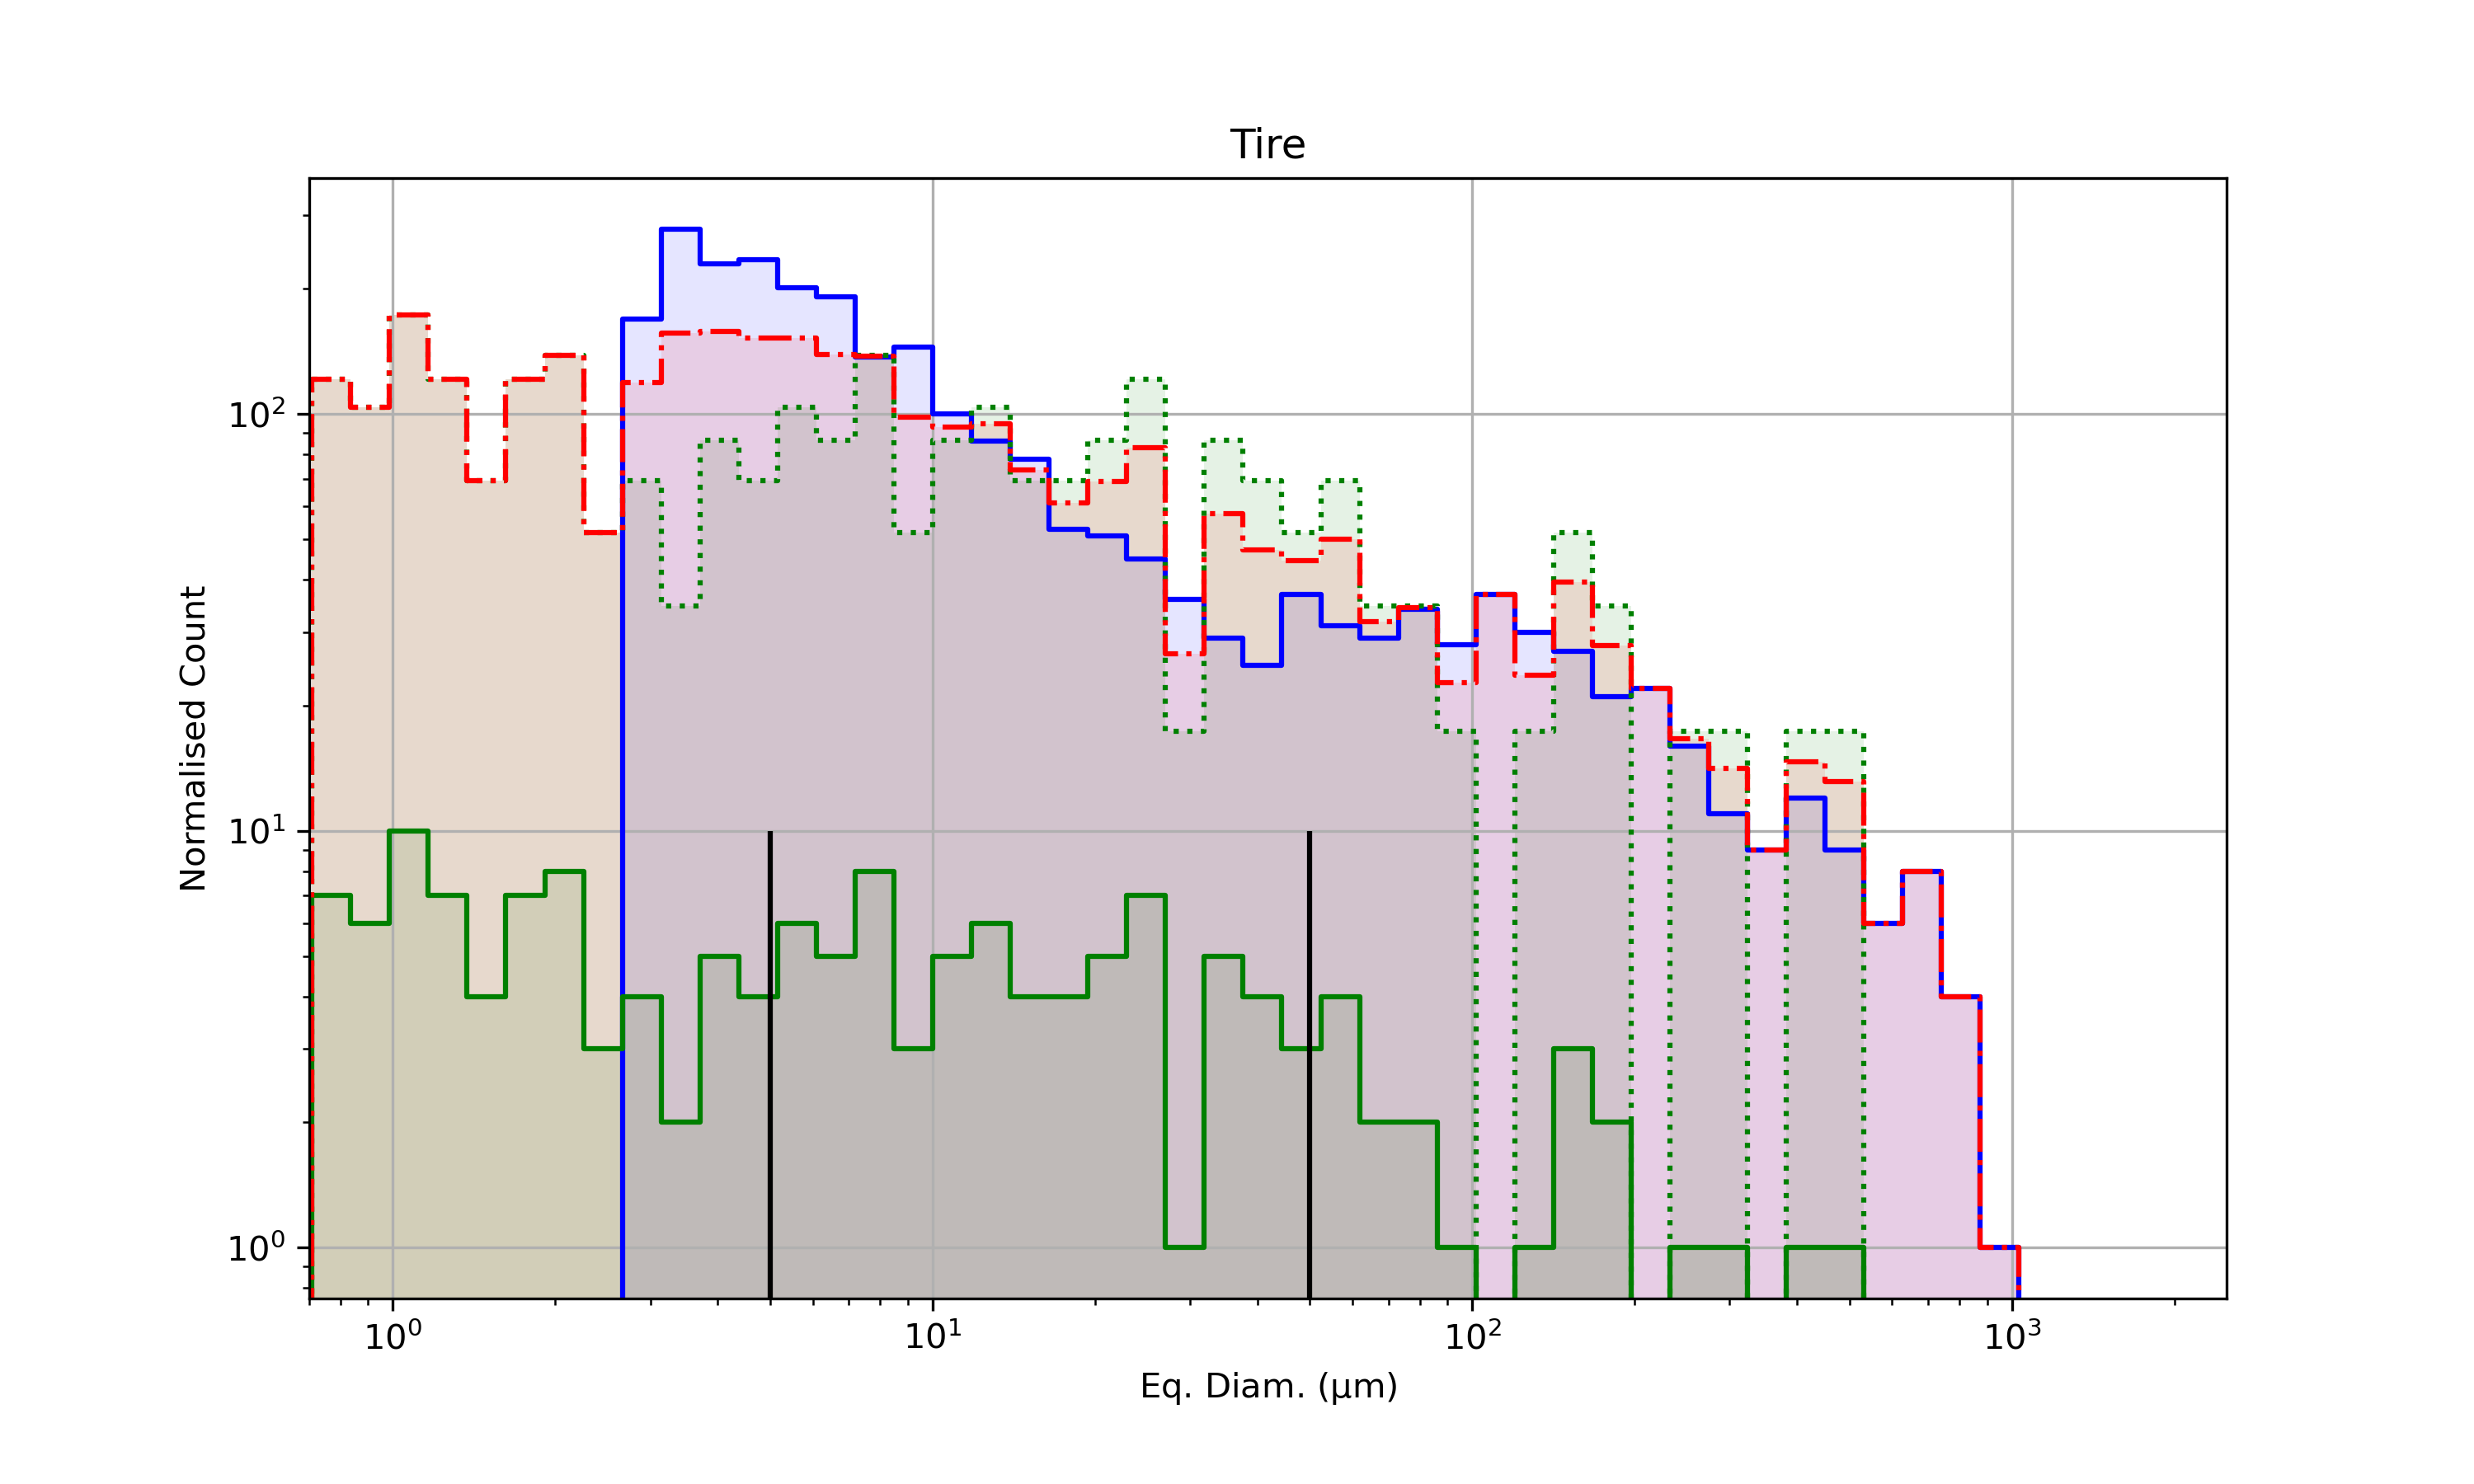 Tire
Normalised Count
10²
10¹
10⁰
10⁰ 10¹ 10² 10³
Eq. Diam. (µm)